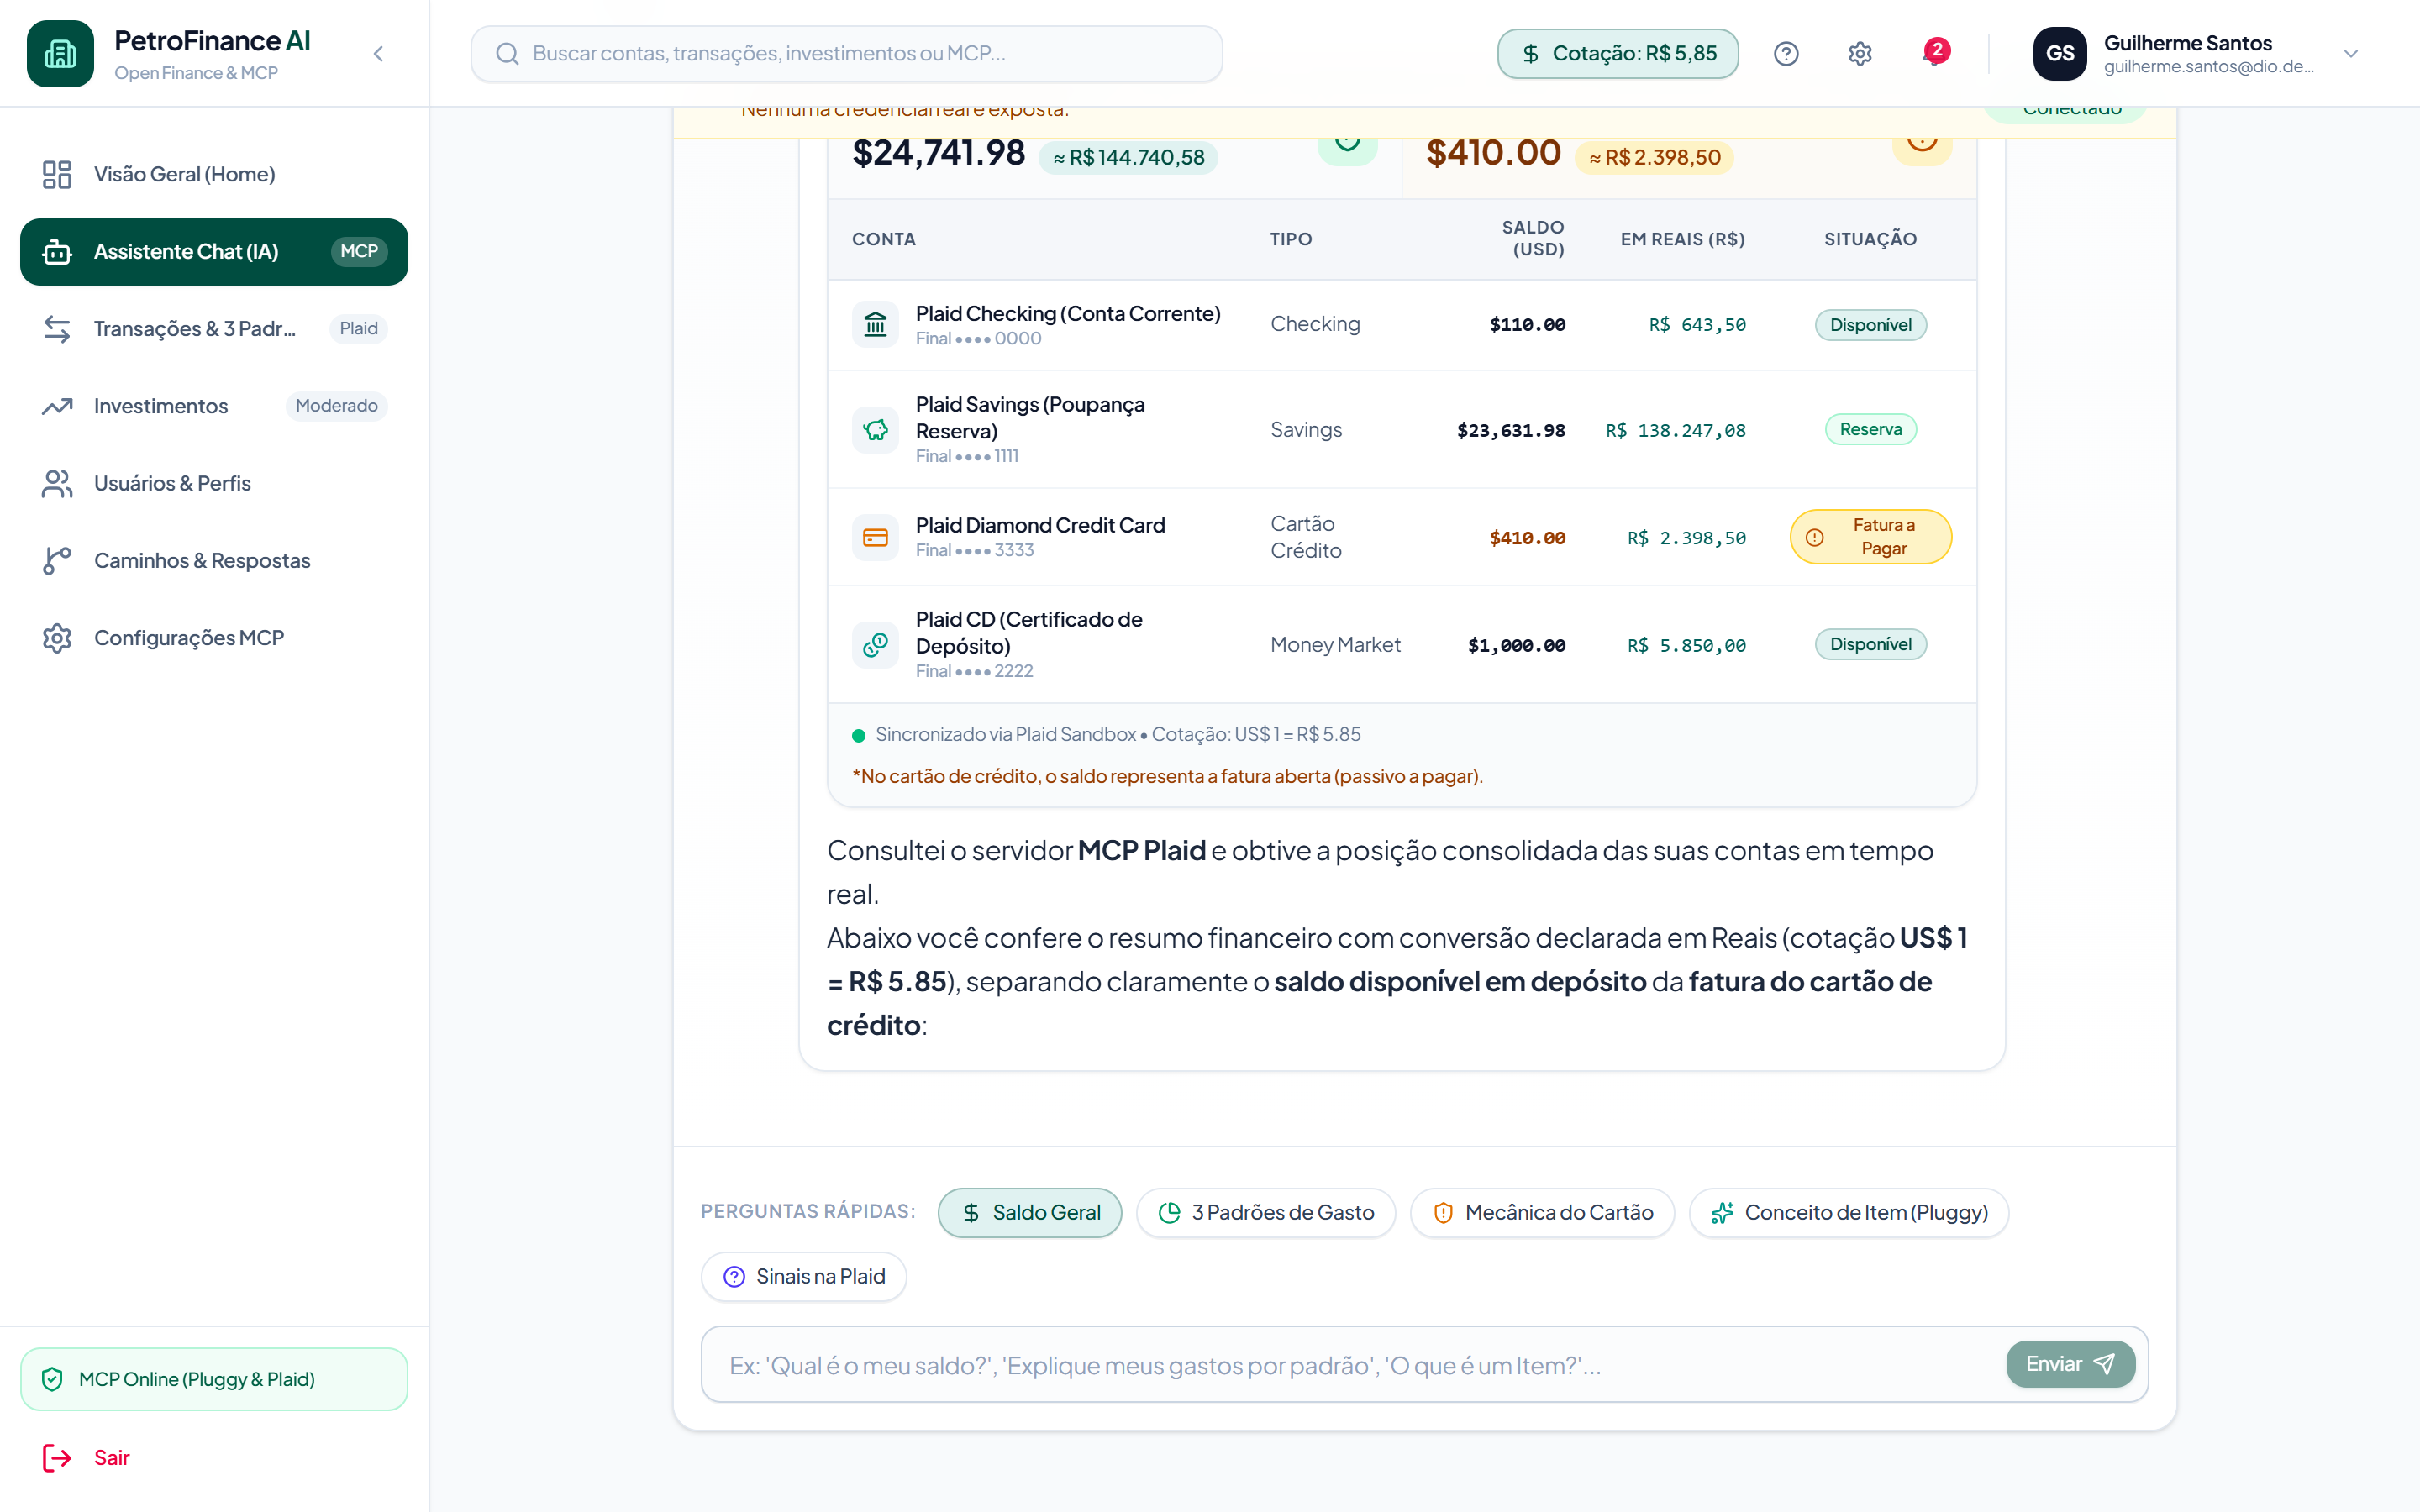 PetroFinance AI
Open Finance & MCP
Buscar contas, transações, investimentos ou MCP...
Cotação: R$ 5,85
2
GS
Guilherme Santos
guilherme.santos@dio.de...
Visão Geral (Home)
Assistente Chat (IA) MCP
Transações & 3 Padr... Plaid
Investimentos Moderado
Usuários & Perfis
Caminhos & Respostas
Configurações MCP
MCP Online (Pluggy & Plaid)
Sair
Nenhuma credencial real é exposta.
Conectado
$24,741.98 ≈ R$ 144.740,58
$410.00 ≈ R$ 2.398,50
CONTA TIPO SALDO (USD) EM REAIS (R$) SITUAÇÃO
Plaid Checking (Conta Corrente)
Final •••• 0000
Checking $110.00 R$ 643,50 Disponível
Plaid Savings (Poupança
Reserva)
Final •••• 1111
Savings $23,631.98 R$ 138.247,08 Reserva
Plaid Diamond Credit Card
Final •••• 3333
Cartão
Crédito
$410.00 R$ 2.398,50
Fatura a
Pagar
Plaid CD (Certificado de
Depósito)
Final •••• 2222
Money Market $1,000.00 R$ 5.850,00 Disponível
Sincronizado via Plaid Sandbox • Cotação: US$ 1 = R$ 5.85
*No cartão de crédito, o saldo representa a fatura aberta (passivo a pagar).
Consultei o servidor MCP Plaid e obtive a posição consolidada das suas contas em tempo
real.
Abaixo você confere o resumo financeiro com conversão declarada em Reais (cotação US$ 1
= R$ 5.85), separando claramente o saldo disponível em depósito da fatura do cartão de
crédito:
PERGUNTAS RÁPIDAS: Saldo Geral 3 Padrões de Gasto Mecânica do Cartão Conceito de Item (Pluggy)
Sinais na Plaid
Ex: 'Qual é o meu saldo?', 'Explique meus gastos por padrão', 'O que é um Item?'...
Enviar